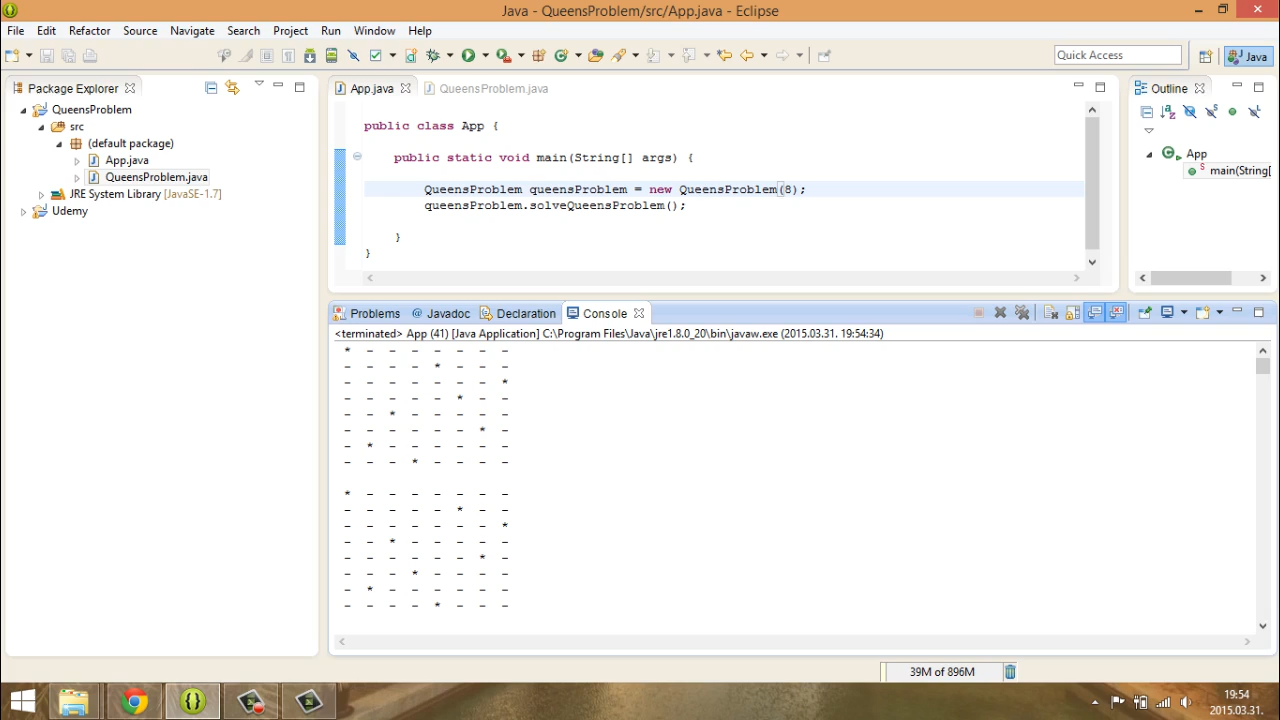 Java - QueensProblem/src/App.java - Eclipse
File Edit Refactor Source Navigate Search Project Run Window Help
Quick Access
Java
Package Explorer
QueensProblem
src
(default package)
App.java
QueensProblem.java
JRE System Library [JavaSE-1.7]
Udemy
App.java QueensProblem.java
public class App {
public static void main(String[] args) {
QueensProblem queensProblem = new QueensProblem(8);
queensProblem.solveQueensProblem();
}
}
Outline
App
main(String[
Problems @ Javadoc Declaration Console
<terminated> App (41) [Java Application] C:\Program Files\Java\jre1.8.0_20\bin\javaw.exe (2015.03.31. 19:54:34)
* - - - - - - -
- - - - * - - -
- - - - - - - *
- - - - - * - -
- - * - - - - -
- - - - - - * -
- * - - - - - -
- - - * - - - -
* - - - - - - -
- - - - - * - -
- - - - - - - *
- - * - - - - -
- - - - - - * -
- - - * - - - -
- * - - - - - -
- - - - * - - -
39M of 896M
19:54
2015.03.31.